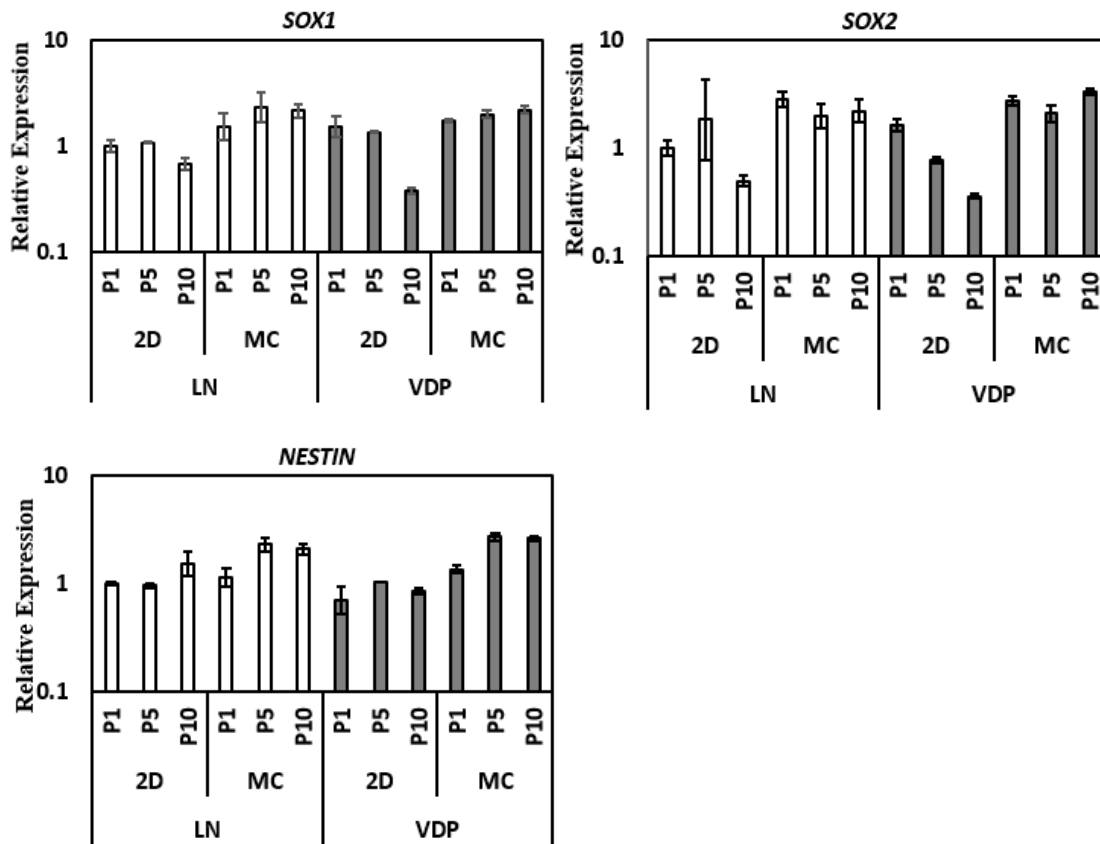 SOX1
10
1
0.1
Relative Expression
P1 P5 P10 P1 P5 P10 P1 P5 P10 P1 P5 P10
2D MC 2D MC
LN VDP
SOX2
10
1
0.1
Relative Expression
P1 P5 P10 P1 P5 P10 P1 P5 P10 P1 P5 P10
2D MC 2D MC
LN VDP
NESTIN
10
1
0.1
Relative Expression
P1 P5 P10 P1 P5 P10 P1 P5 P10 P1 P5 P10
2D MC 2D MC
LN VDP